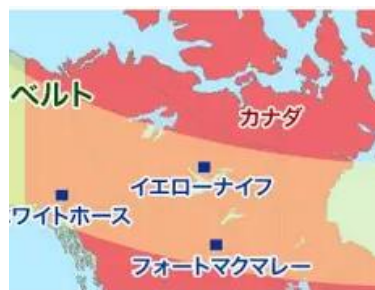 ベルト
カナダ
イエローナイフ
ワイトホース
フォートマクマレー